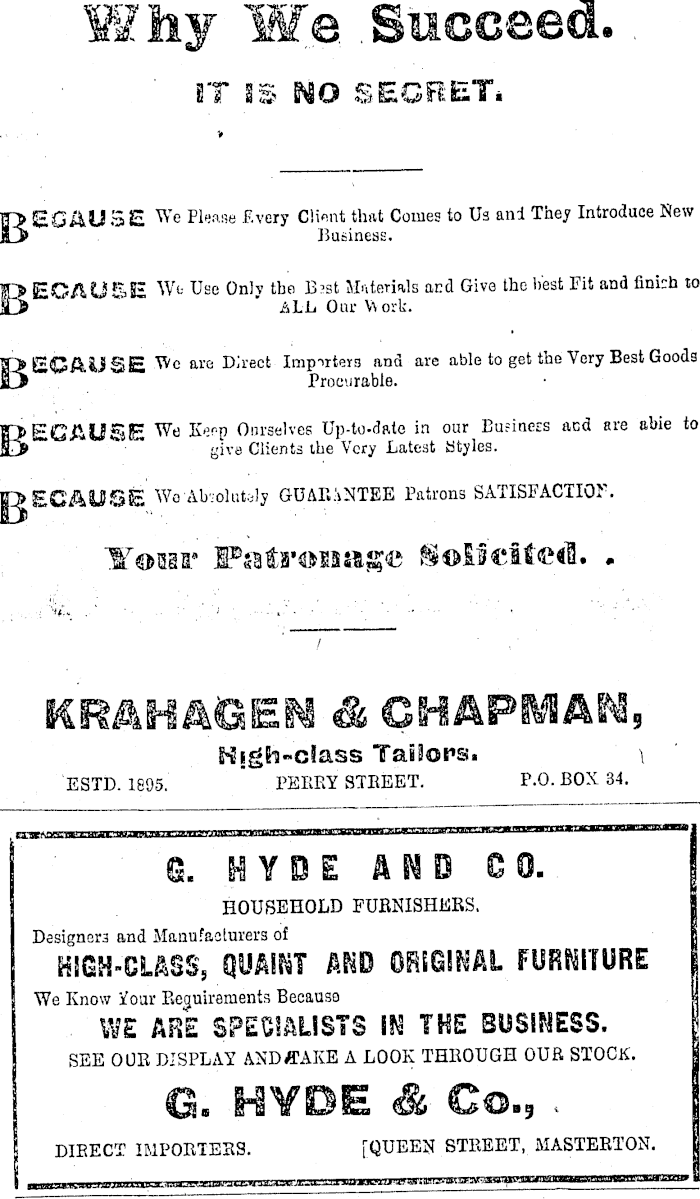 Why We Succeed.
IT IS NO SECRET.
BECAUSE We Please Every Client that Comes to Us and They Introduce New
Business.
BECAUSE We Use Only the Best Materials and Give the best Fit and finish to
ALL Our Work.
BECAUSE We are Direct Importers and are able to get the Very Best Goods
Procurable.
BECAUSE We Keep Ourselves Up-to-date in our Business and are able to
give Clients the Very Latest Styles.
BECAUSE We Absolutely GUARANTEE Patrons SATISFACTION.
Your Patronage Solicited. .
KRAHAGEN & CHAPMAN,
High-class Tailors.
ESTD. 1895. PERRY STREET. P.O. BOX 34.
G. HYDE AND CO.
HOUSEHOLD FURNISHERS.
Designers and Manufacturers of
HIGH-CLASS, QUAINT AND ORIGINAL FURNITURE
We Know Your Requirements Because
WE ARE SPECIALISTS IN THE BUSINESS.
SEE OUR DISPLAY AND TAKE A LOOK THROUGH OUR STOCK.
G. HYDE & Co.,
DIRECT IMPORTERS. [QUEEN STREET, MASTERTON.